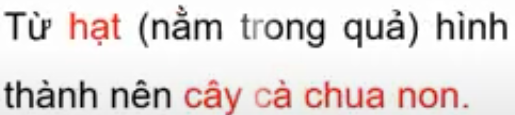 Từ hạt (nằm trong quả) hình
thành nên cây cà chua non.